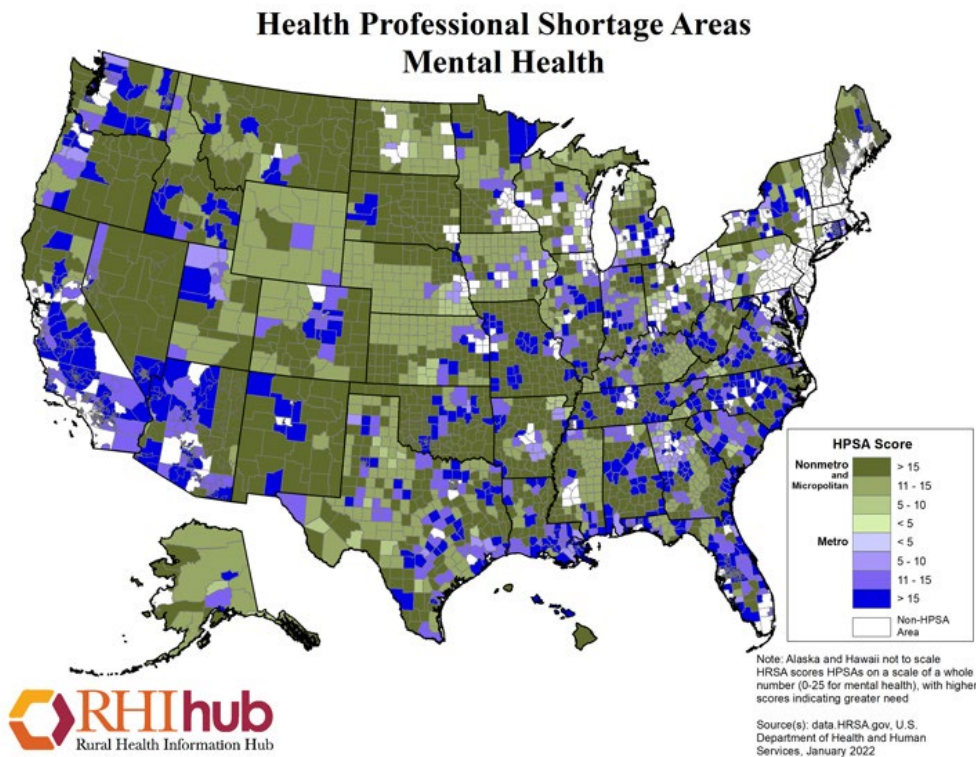 Health Professional Shortage Areas
Mental Health
HPSA Score
Nonmetro and Micropolitan
> 15
11 - 15
5 - 10
< 5
Metro
< 5
5 - 10
11 - 15
> 15
Non-HPSA
Area
Note: Alaska and Hawaii not to scale
HRSA scores HPSAs on a scale of a whole
number (0-25 for mental health), with higher
scores indicating greater need
Source(s): data.HRSA.gov, U.S.
Department of Health and Human
Services, January 2022
RHIhub
Rural Health Information Hub